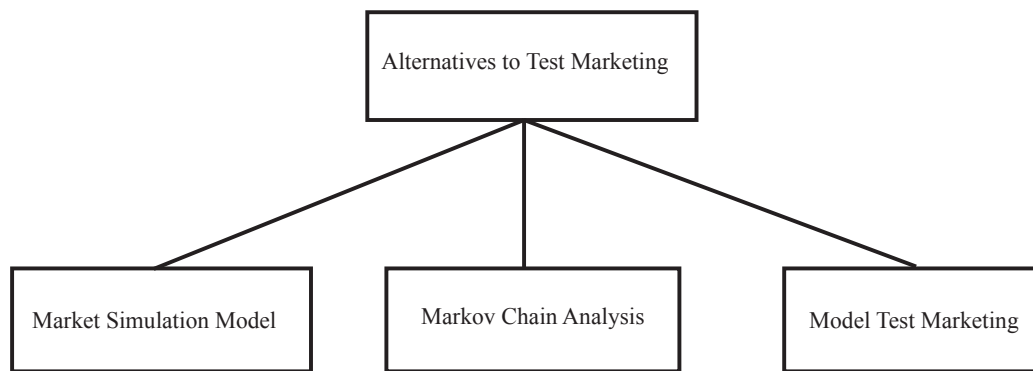 Alternatives to Test Marketing
Market Simulation Model
Markov Chain Analysis
Model Test Marketing